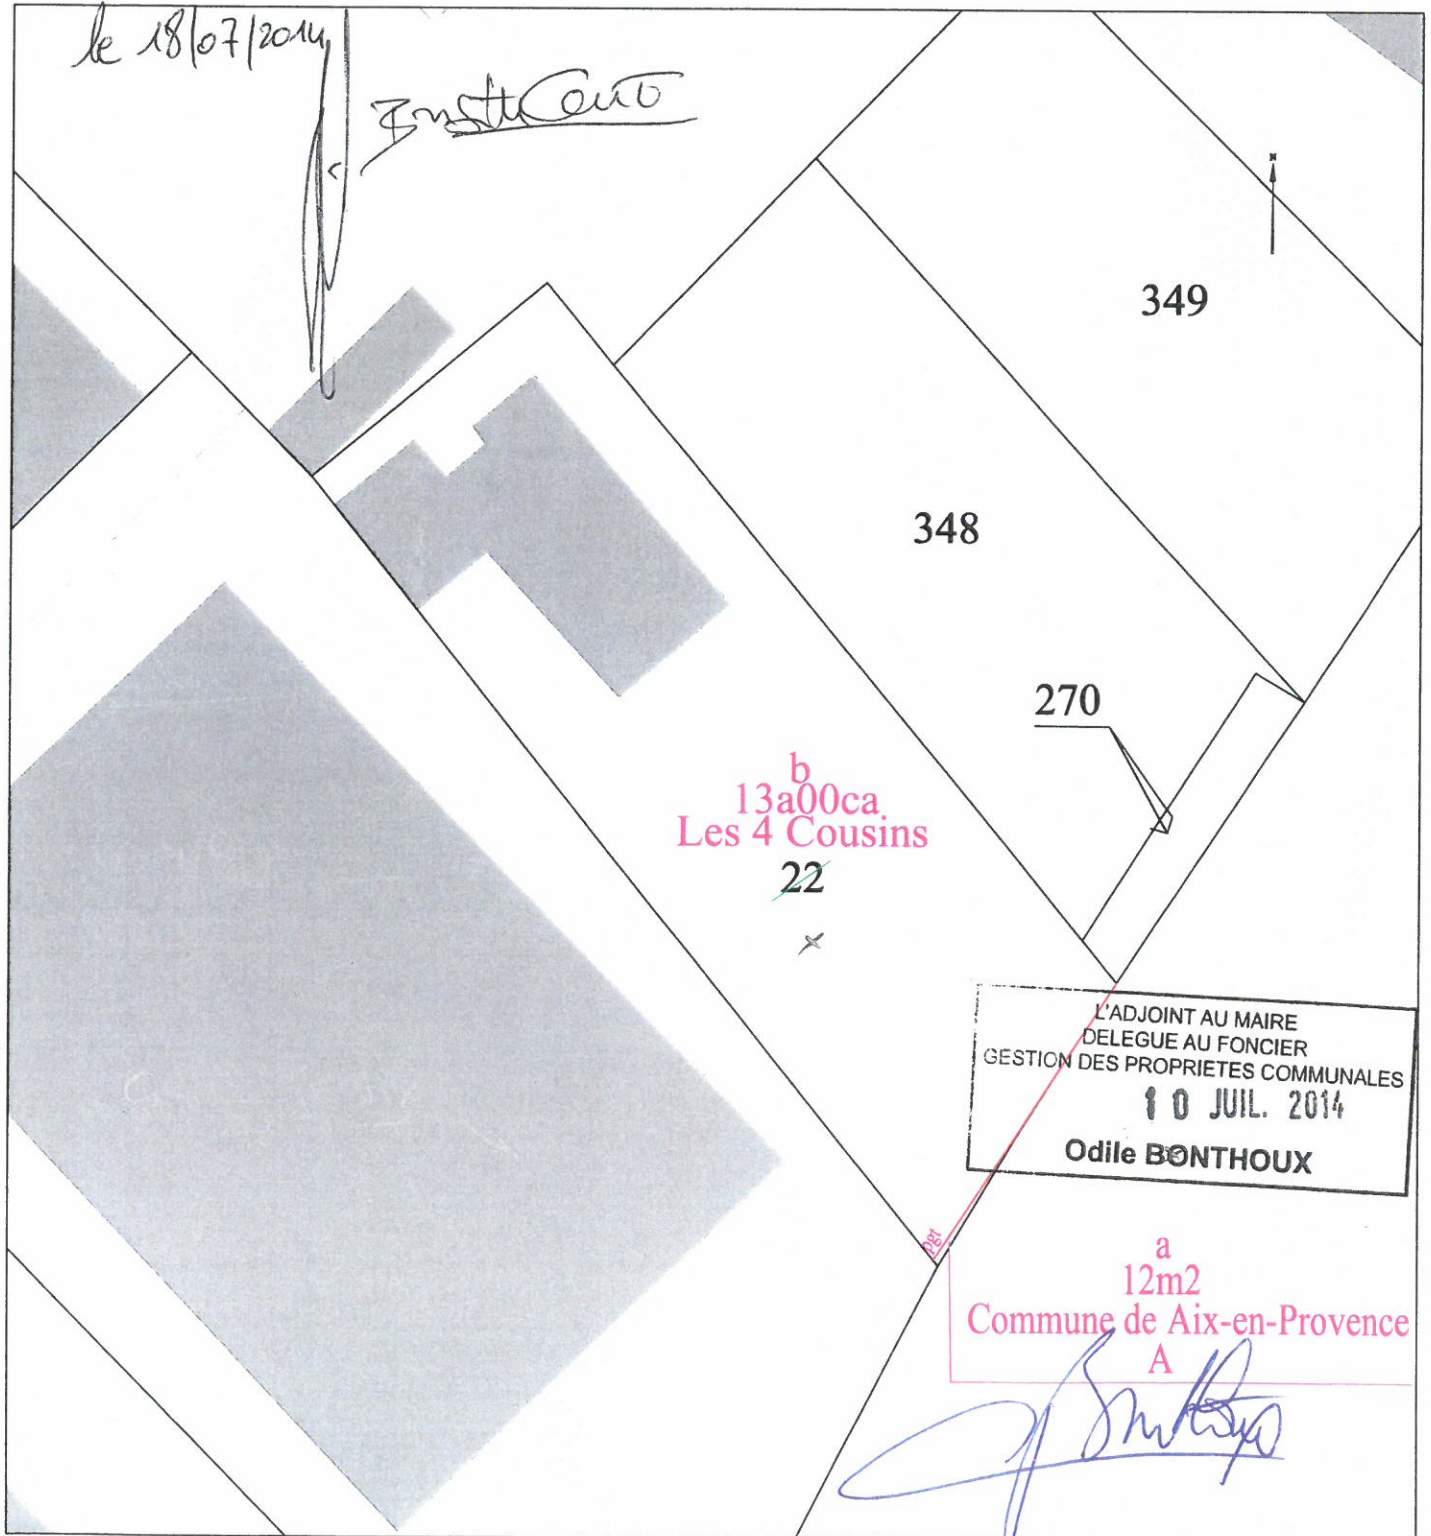 le 18/07/2014
349
348
270
b
13a00ca
Les 4 Cousins
22
L'ADJOINT AU MAIRE
DELEGUE AU FONCIER
GESTION DES PROPRIETES COMMUNALES
10 JUIL. 2014
Odile BONTHOUX
pgt
a
12m2
Commune de Aix-en-Provence
A